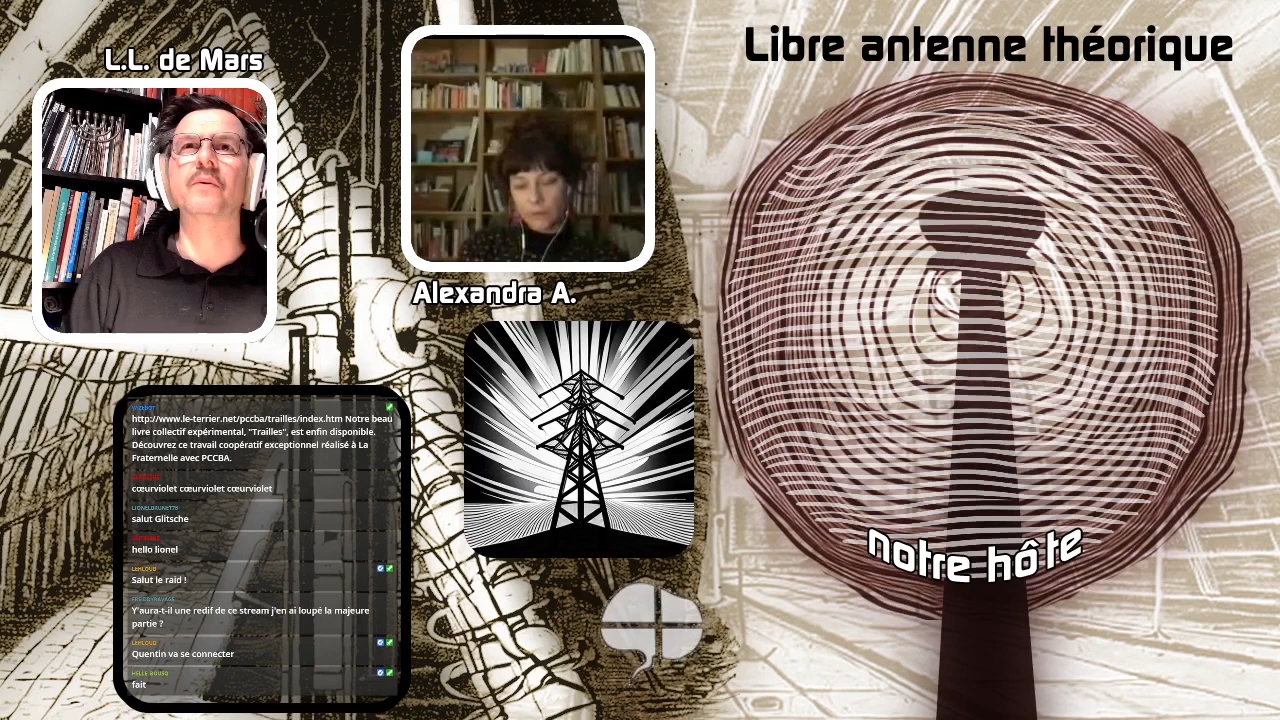 L.L. de Mars
Libre antenne théorique
Alexandra A.
http://www.le-terrier.net/pccba/trailles/index.htm Notre beau
livre collectif expérimental, "Trailles", est enfin disponible.
Découvrez ce travail coopératif exceptionnel réalisé à La
Fraternelle avec PCCBA.
cœurviolet cœurviolet cœurviolet
salut Glitsche
hello lionel
LEHLOUD
Salut le raid !
Y'aura-t-il une redif de ce stream j'en ai loupé la majeure
partie ?
LEHLOUD
Quentin va se connecter
fait
notre hôte